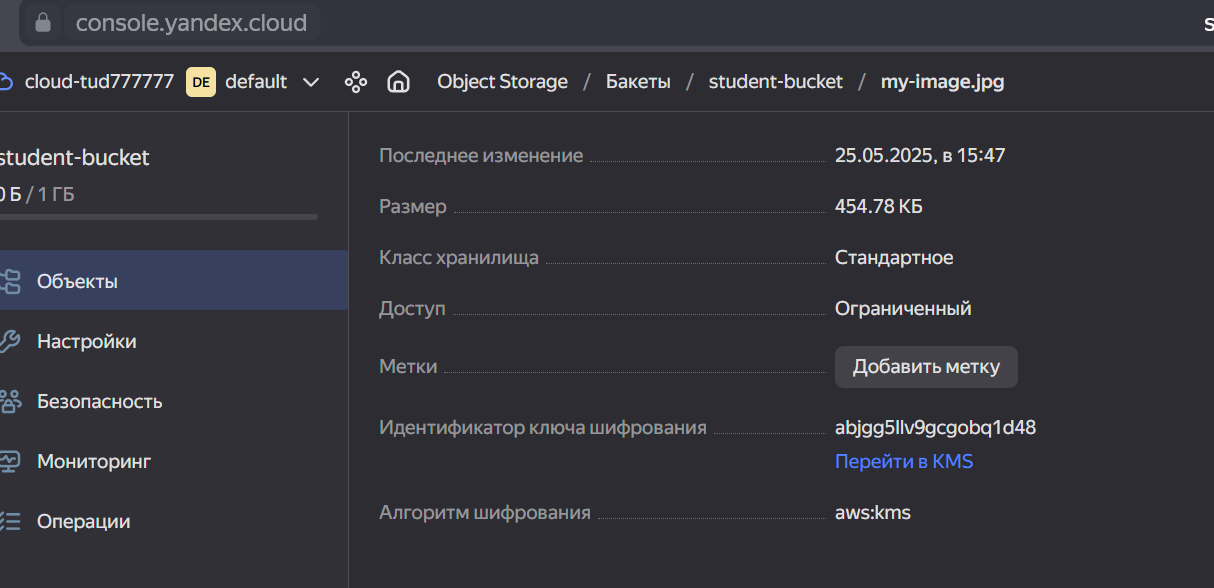 console.yandex.cloud
cloud-tud777777 DE default Object Storage / Бакеты / student-bucket / my-image.jpg
student-bucket
0 Б / 1 ГБ
Объекты
Настройки
Безопасность
Мониторинг
Операции
Последнее изменение 25.05.2025, в 15:47
Размер 454.78 КБ
Класс хранилища Стандартное
Доступ Ограниченный
Метки Добавить метку
Идентификатор ключа шифрования abjgg5llv9gcgobq1d48
Перейти в KMS
Алгоритм шифрования aws:kms